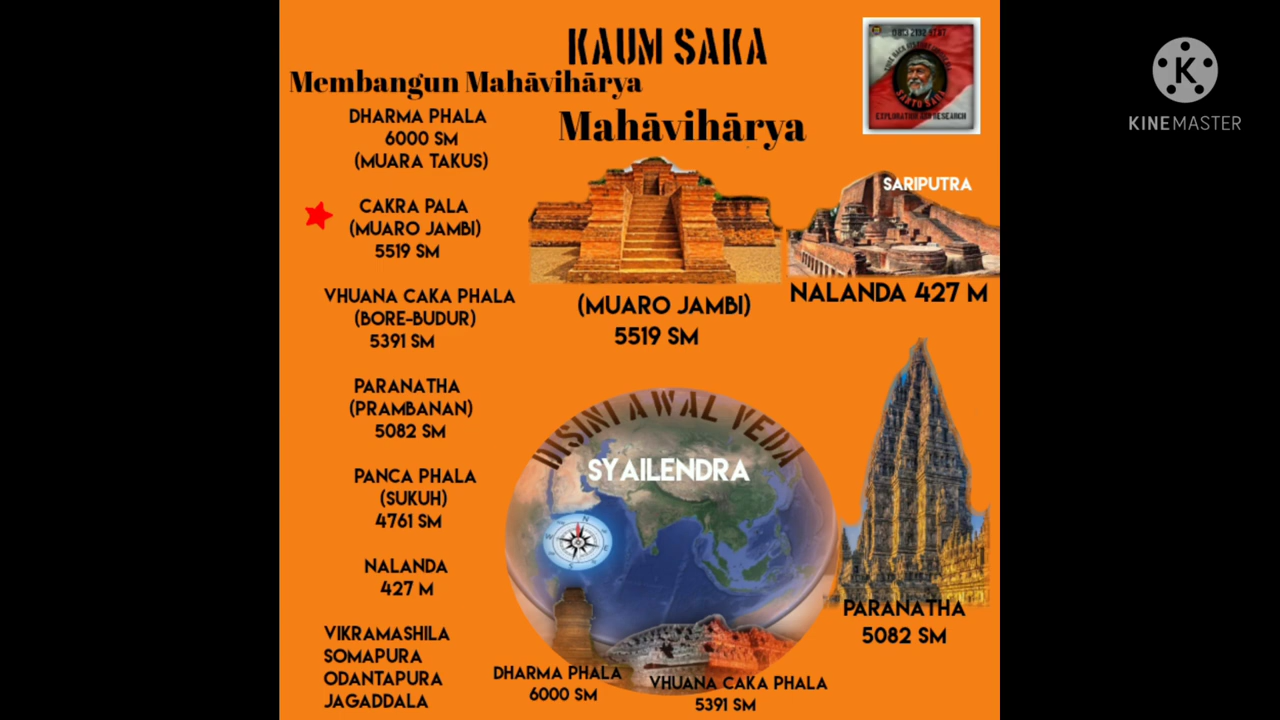 KAUM SAKA
Membangun Mahāvihārya
DHARMA PHALA
6000 SM
(MUARA TAKUS)
CAKRA PALA
(MUARO JAMBI)
5519 SM
VHUANA CAKA PHALA
(BORE-BUDUR)
5391 SM
PARANATHA
(PRAMBANAN)
5082 SM
PANCA PHALA
(SUKUH)
4761 SM
NALANDA
427 M
VIKRAMASHILA
SOMAPURA
ODANTAPURA
JAGADDALA
Mahāvihārya
(MUARO JAMBI)
5519 SM
SARIPUTRA
NALANDA 427 M
DISINI AWAL VEDA
SYAILENDRA
N
E
S
W
DHARMA PHALA
6000 SM
VHUANA CAKA PHALA
5391 SM
PARANATHA
5082 SM
SANTO SABA
EXPLORATION AND RESEARCH
K
KINEMASTER